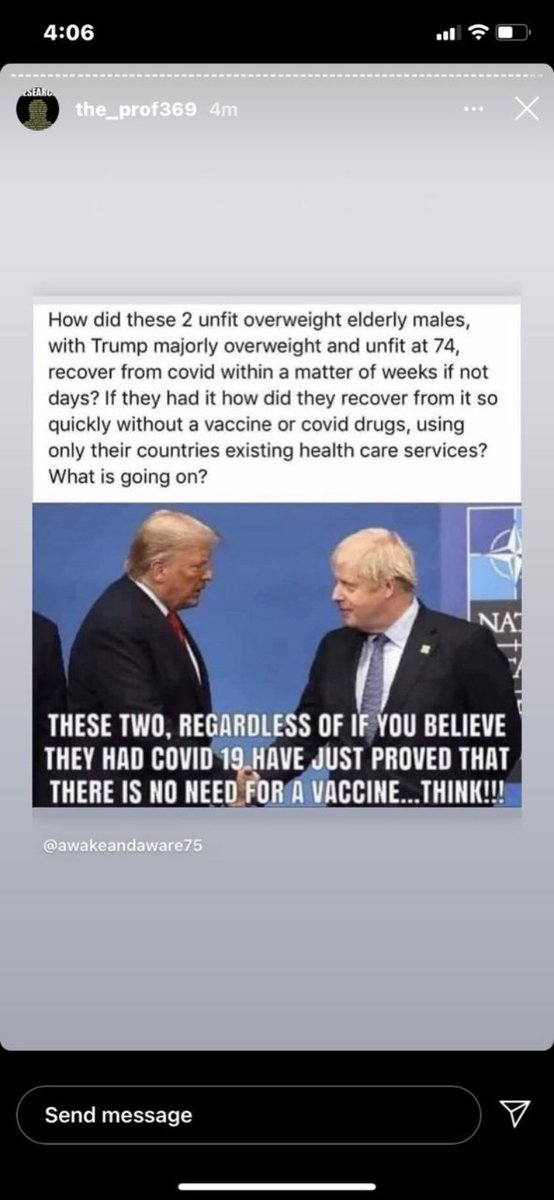 4:06
ESEARC
the_prof369 4m
How did these 2 unfit overweight elderly males,
with Trump majorly overweight and unfit at 74,
recover from covid within a matter of weeks if not
days? If they had it how did they recover from it so
quickly without a vaccine or covid drugs, using
only their countries existing health care services?
What is going on?
NAT
THESE TWO, REGARDLESS OF IF YOU BELIEVE
THEY HAD COVID 19 HAVE JUST PROVED THAT
THERE IS NO NEED FOR A VACCINE...THINK!!!
@awakeandaware75
Send message